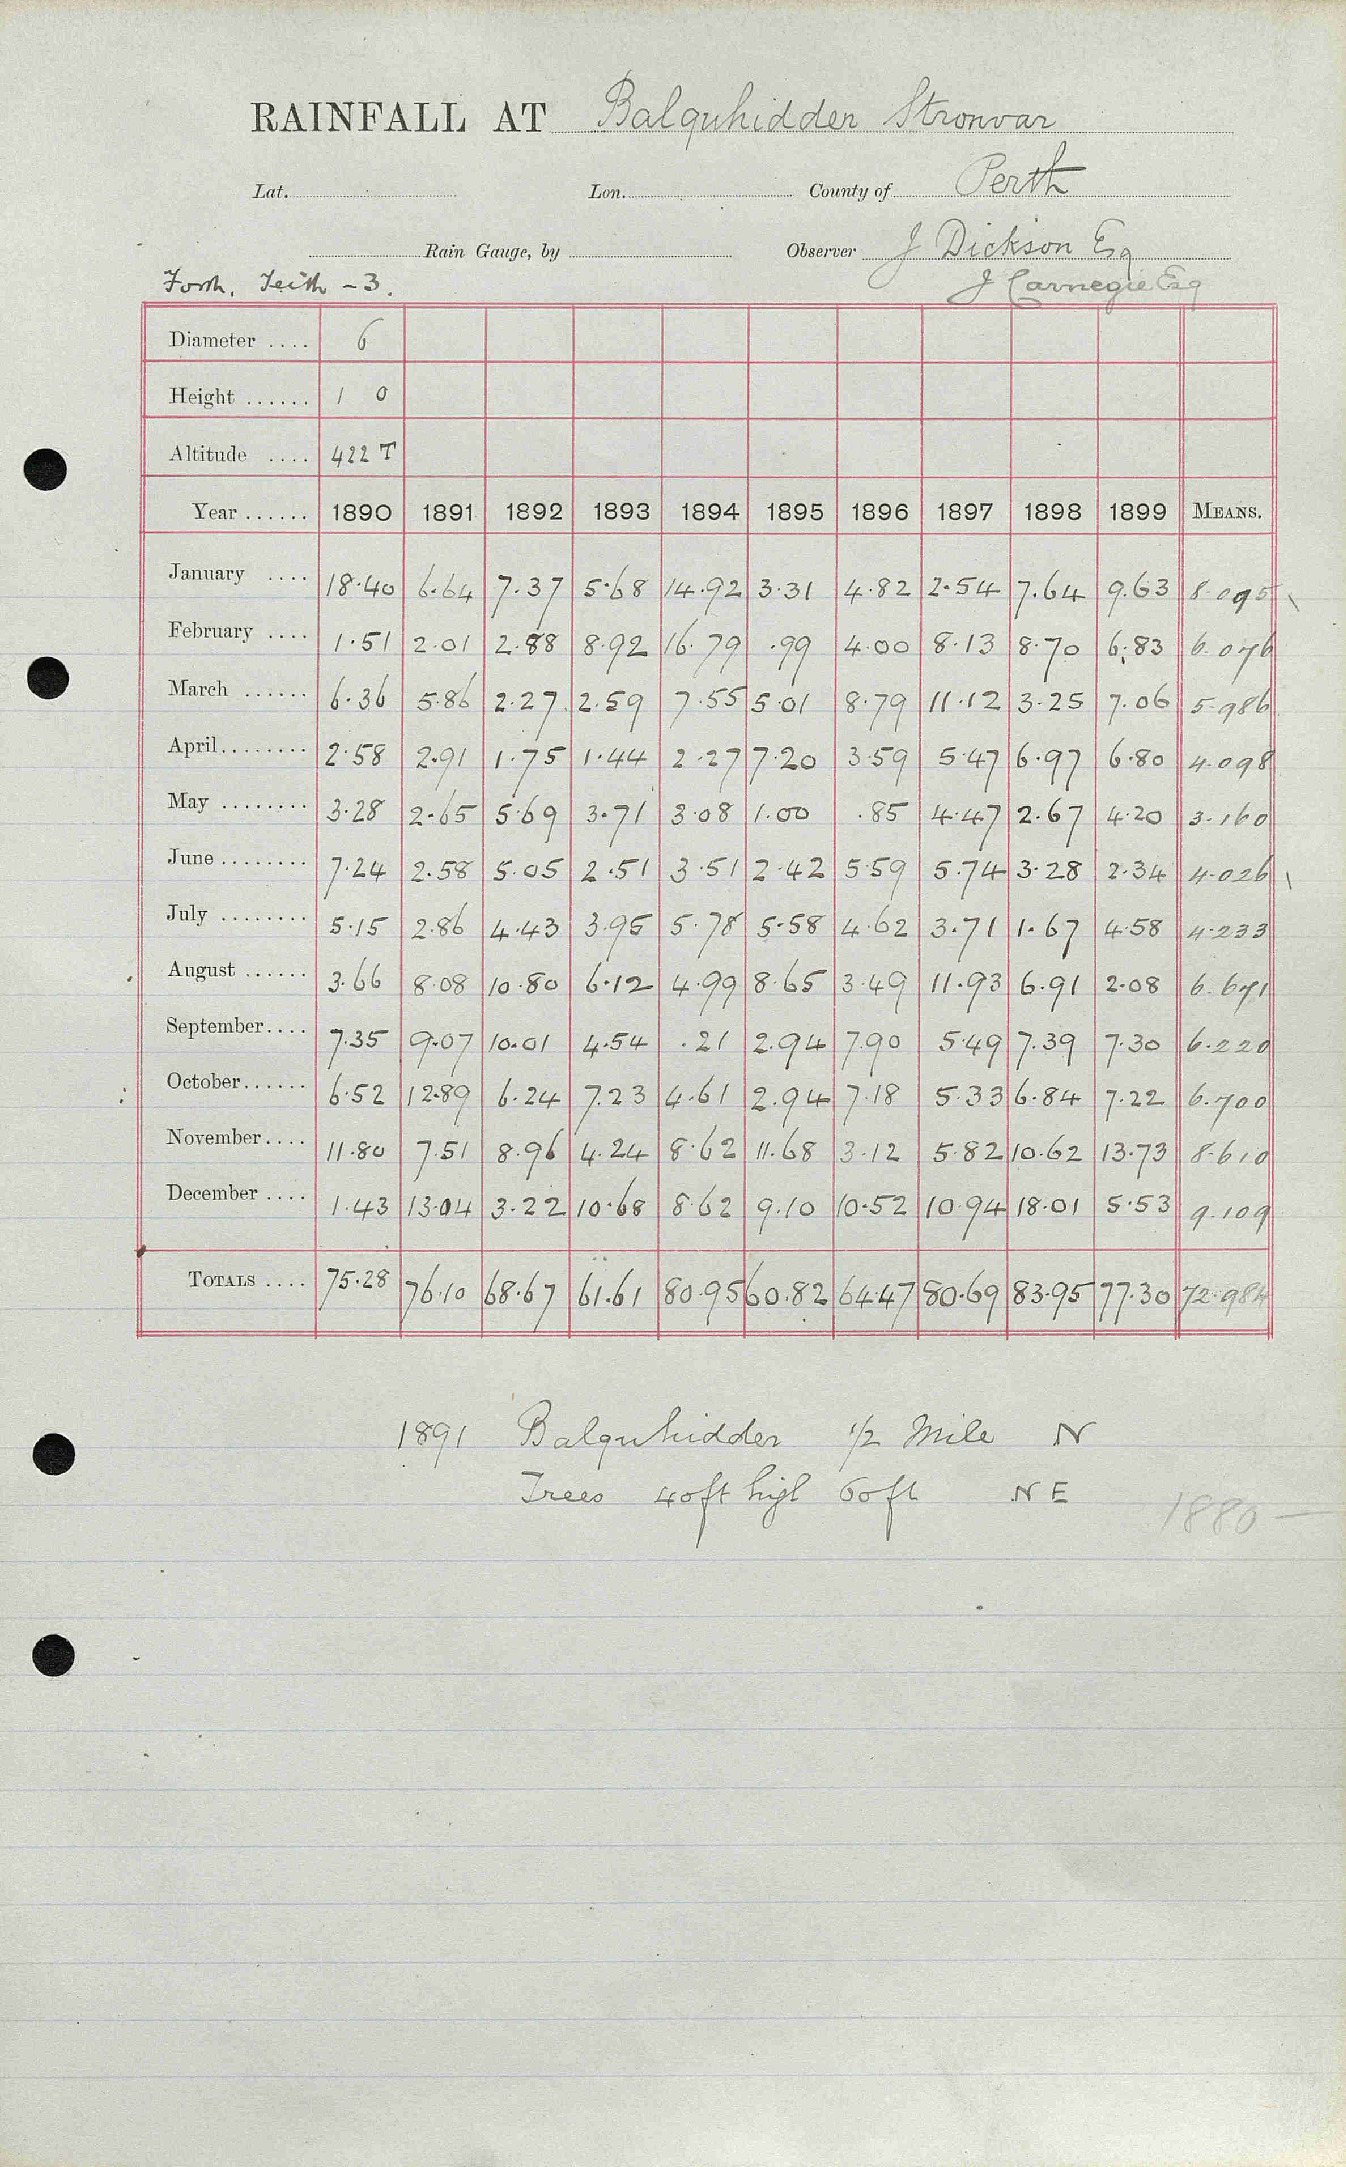 RAINFALL AT Balquhidder Stronvar
Lat. Lon. County of Perth
Rain Gauge, by Observer J Dickson Esq
Forth, Teith - 3. J Carnegie Esq
Diameter .... 6
Height ...... 1 0
Altitude .... 422 T
Year ...... 1890 1891 1892 1893 1894 1895 1896 1897 1898 1899 MEANS.
January .... 18.40 6.64 7.37 5.68 14.92 3.31 4.82 2.54 7.64 9.63 8.095
February .... 1.51 2.01 2.88 8.92 16.79 .99 4.00 8.13 8.70 6.83 6.076
March ...... 6.36 5.86 2.27 2.59 7.55 5.01 8.79 11.12 3.25 7.06 5.986
April........ 2.58 2.91 1.75 1.44 2.27 7.20 3.59 5.47 6.97 6.80 4.098
May ........ 3.28 2.65 5.69 3.71 3.08 1.00 .85 4.47 2.67 4.20 3.160
June ........ 7.24 2.58 5.05 2.51 3.51 2.42 5.59 5.74 3.28 2.34 4.026
July ........ 5.15 2.86 4.43 3.95 5.78 5.58 4.62 3.71 1.67 4.58 4.233
August ...... 3.66 8.08 10.80 6.12 4.99 8.65 3.49 11.93 6.91 2.08 6.671
September.... 7.35 9.07 10.01 4.54 .21 2.94 7.90 5.49 7.39 7.30 6.220
October...... 6.52 12.89 6.24 7.23 4.61 2.94 7.18 5.33 6.84 7.22 6.700
November.... 11.80 7.51 8.96 4.24 8.62 11.68 3.12 5.82 10.62 13.73 8.610
December .... 1.43 13.04 3.22 10.68 8.62 9.10 10.52 10.94 18.01 5.53 9.109
TOTALS .... 75.28 76.10 68.67 61.61 80.95 60.82 64.47 80.69 83.95 77.30 72.984
1891 Balquhidder 1/2 Mile N
Trees 40ft high 60ft NE
1880 —